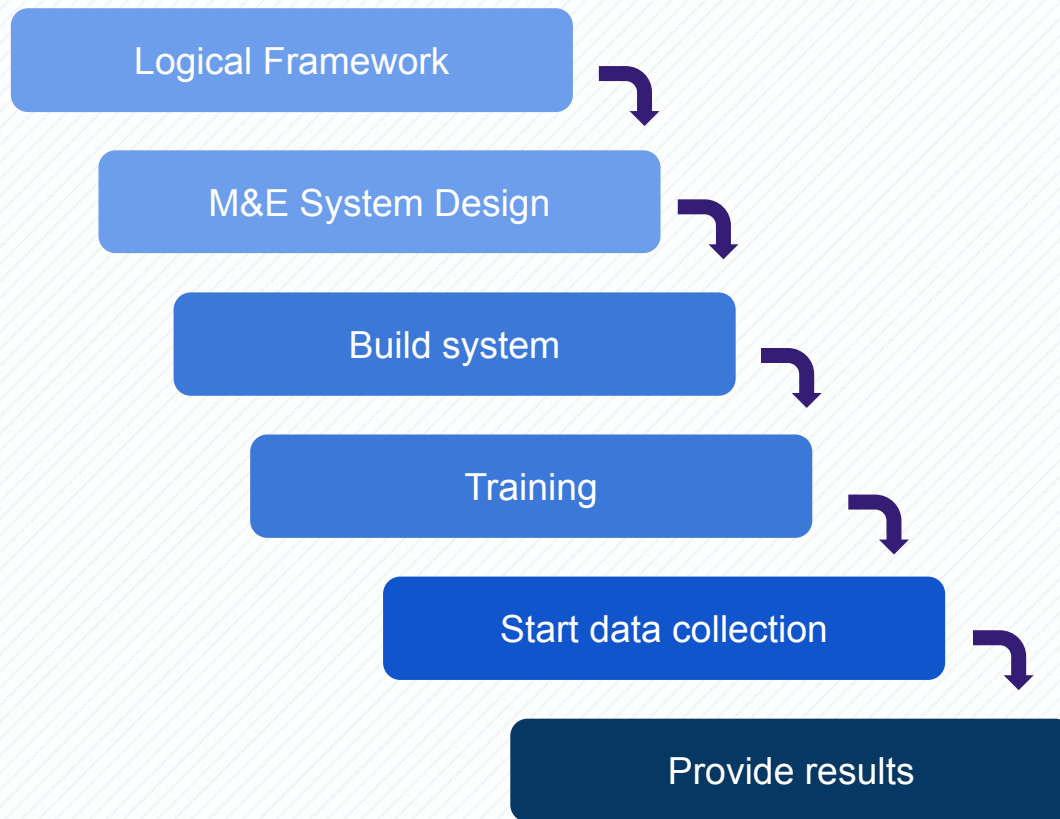 Logical Framework
M&E System Design
Build system
Training
Start data collection
Provide results